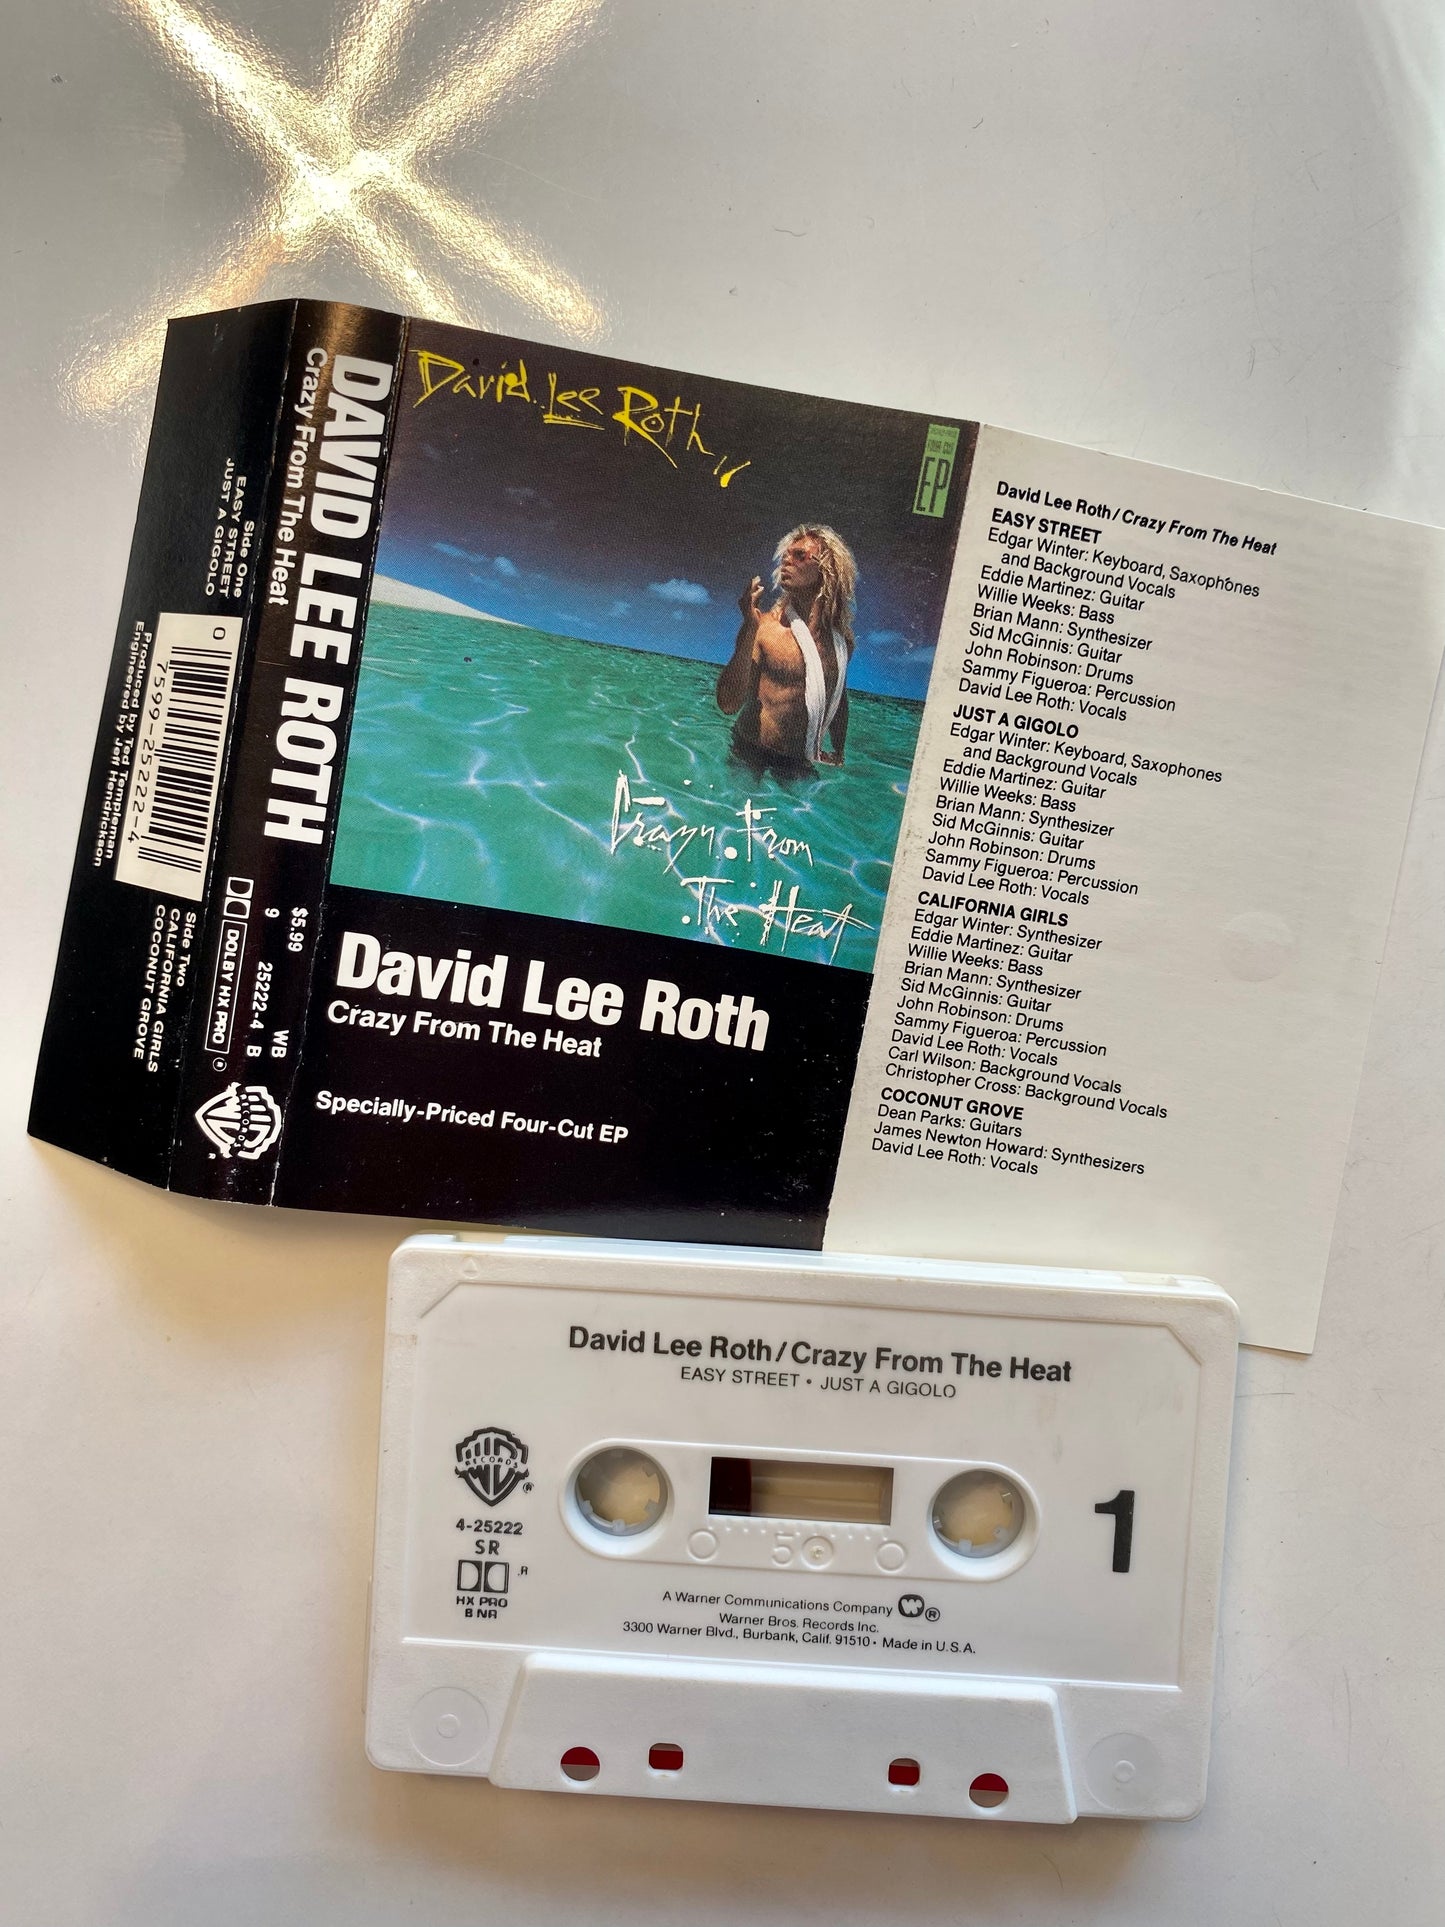 Side One
EASY STREET
JUST A GIGOLO
0 7599-25222-4
Produced by Ted Templeman
Engineered by Jeff Hendrickson
Side Two
CALIFORNIA GIRLS
COCONUT GROVE
DAVID LEE ROTH
Crazy From The Heat
$5.99
WB
9 25222-4 B
DOLBY HX PRO
®
WB
RECORDS
David Lee Roth
FOUR CUT
EP
Crazy From
The Heat
David Lee Roth
Crazy From The Heat
Specially-Priced Four-Cut EP
David Lee Roth/Crazy From The Heat
EASY STREET
Edgar Winter: Keyboard, Saxophones
and Background Vocals
Eddie Martinez: Guitar
Willie Weeks: Bass
Brian Mann: Synthesizer
Sid McGinnis: Guitar
John Robinson: Drums
Sammy Figueroa: Percussion
David Lee Roth: Vocals
JUST A GIGOLO
Edgar Winter: Keyboard, Saxophones
and Background Vocals
Eddie Martinez: Guitar
Willie Weeks: Bass
Brian Mann: Synthesizer
Sid McGinnis: Guitar
John Robinson: Drums
Sammy Figueroa: Percussion
David Lee Roth: Vocals
CALIFORNIA GIRLS
Edgar Winter: Synthesizer
Eddie Martinez: Guitar
Willie Weeks: Bass
Brian Mann: Synthesizer
Sid McGinnis: Guitar
John Robinson: Drums
Sammy Figueroa: Percussion
David Lee Roth: Vocals
Carl Wilson: Background Vocals
Christopher Cross: Background Vocals
COCONUT GROVE
Dean Parks: Guitars
James Newton Howard: Synthesizers
David Lee Roth: Vocals
David Lee Roth/Crazy From The Heat
EASY STREET • JUST A GIGOLO
WB
RECORDS
®
4-25222
SR
HX PRO
B NR
50
1
A Warner Communications Company W®
Warner Bros. Records Inc.
3300 Warner Blvd., Burbank, Calif. 91510 • Made in U.S.A.